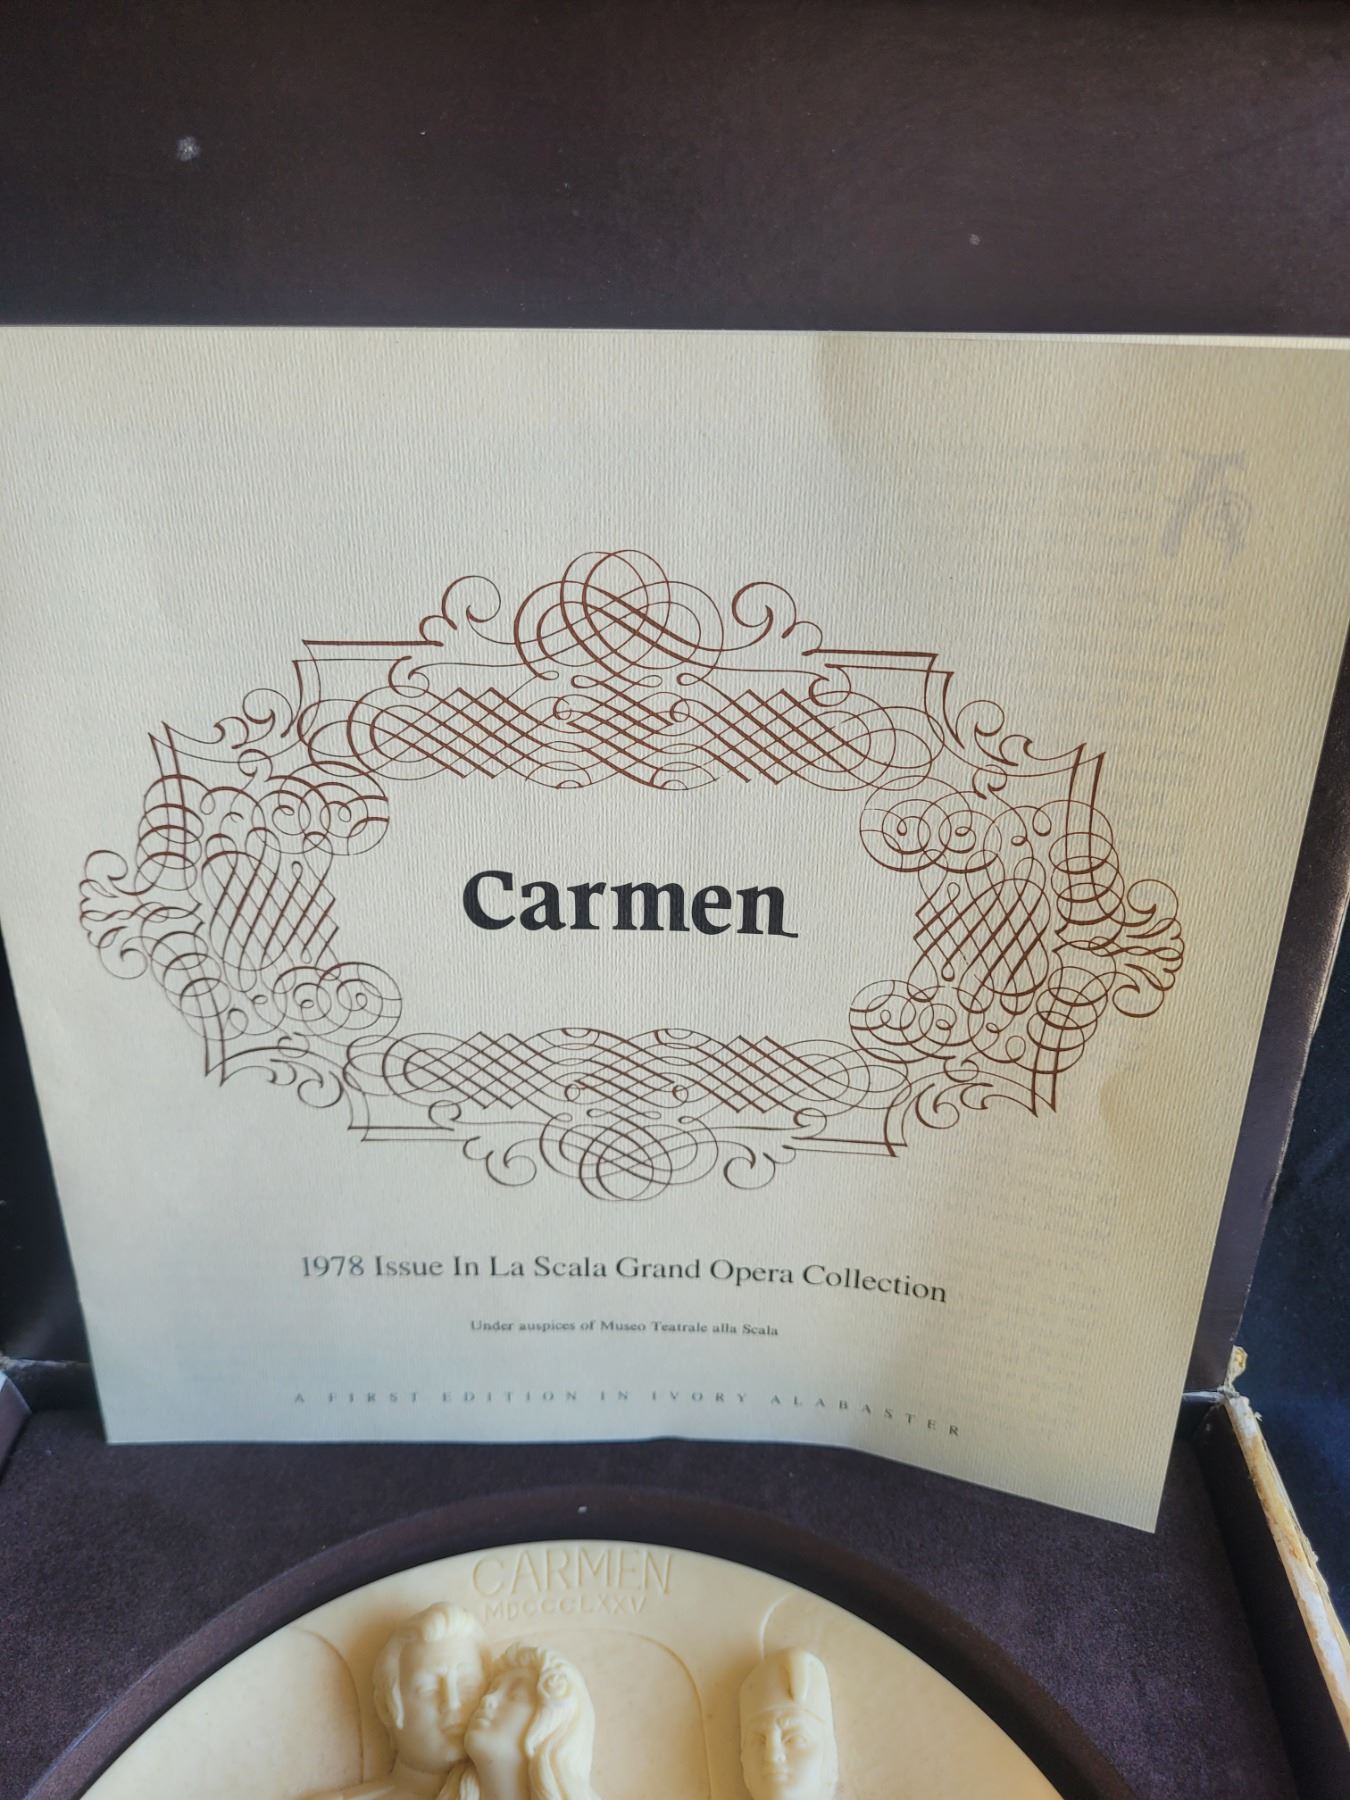 Carmen
1978 Issue In La Scala Grand Opera Collection
Under auspices of Museo Teatrale alla Scala
A FIRST EDITION IN IVORY ALABASTER
CARMEN
MDCCCLXXV